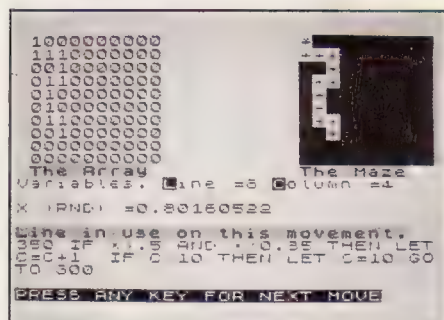 1000000000
1110000000
0010000000
0110000000
0100000000
0100000000
0110000000
0010000000
0000000000
0000000000
The Array The Maze
Variables. Line =8 Column =4
X (RND) =0.80160522
Line in use on this movement.
IF .5 AND 0.85 THEN LET
C=C+1 IF C 10 THEN LET C=10 GO
TO 300
PRESS ANY KEY FOR NEXT MOVE